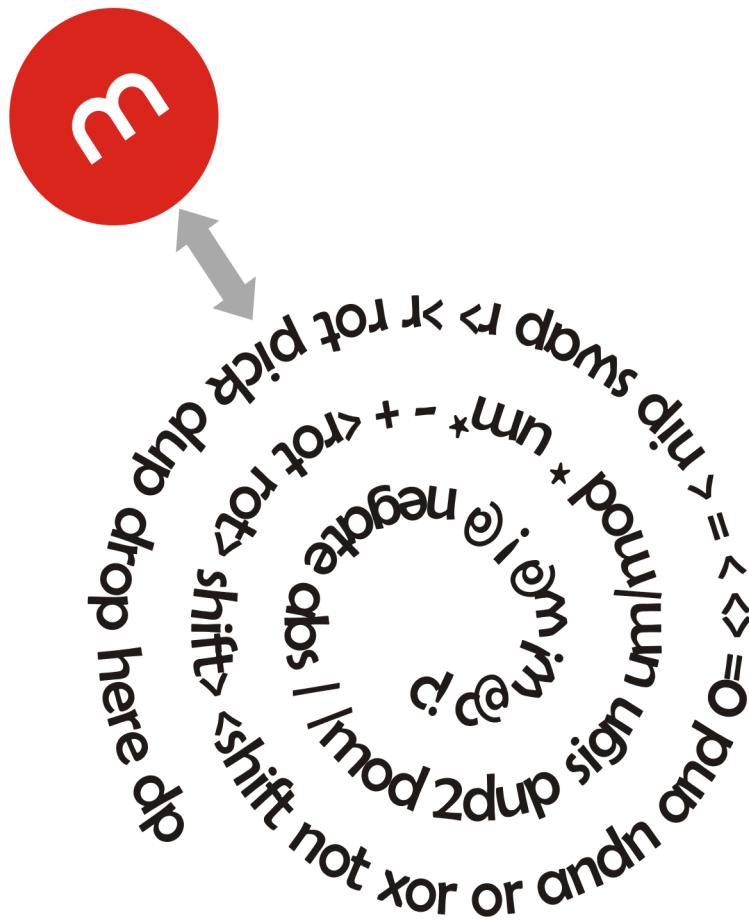 c! c@ w! w@ ! @ negate abs / /mod 2dup sign um/mod * um* - + <rot rot> shift> <shift not xor or andn and 0= <> < = > nip swap r> >r rot pick dup drop here dp
m